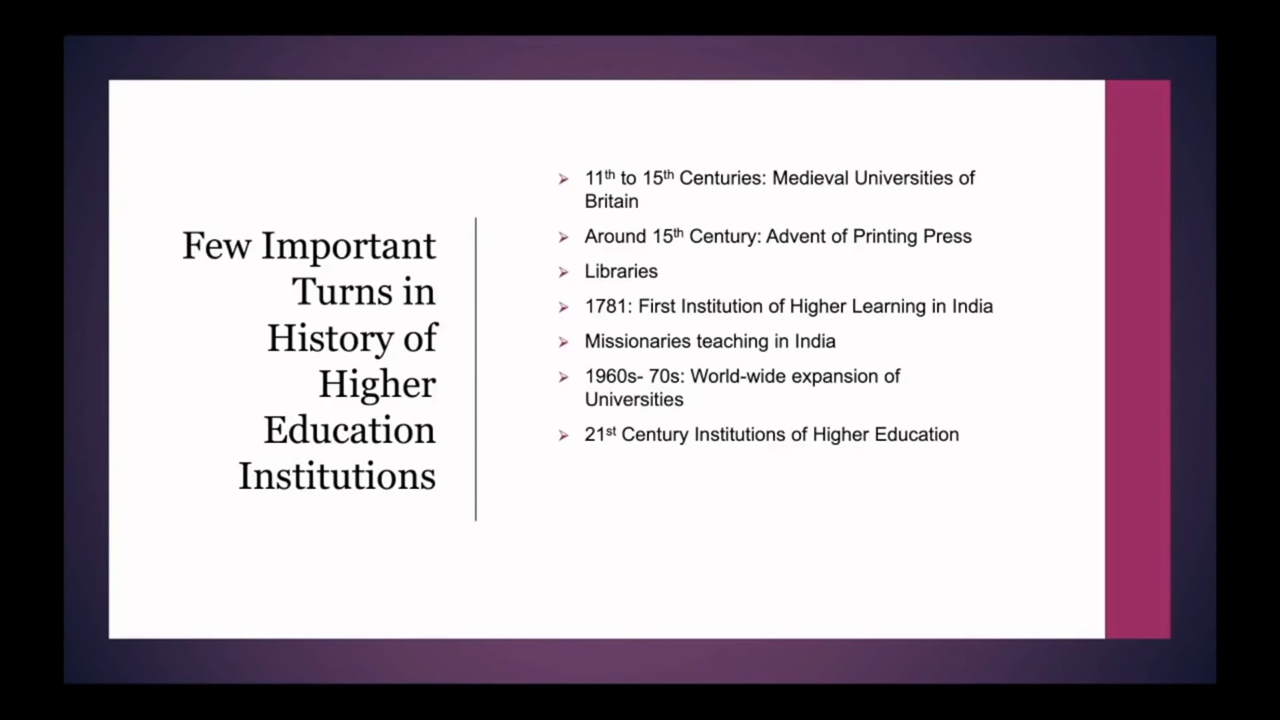 Few Important
Turns in
History of
Higher
Education
Institutions
➢ 11th to 15th Centuries: Medieval Universities of
Britain
➢ Around 15th Century: Advent of Printing Press
➢ Libraries
➢ 1781: First Institution of Higher Learning in India
➢ Missionaries teaching in India
➢ 1960s- 70s: World-wide expansion of
Universities
➢ 21st Century Institutions of Higher Education